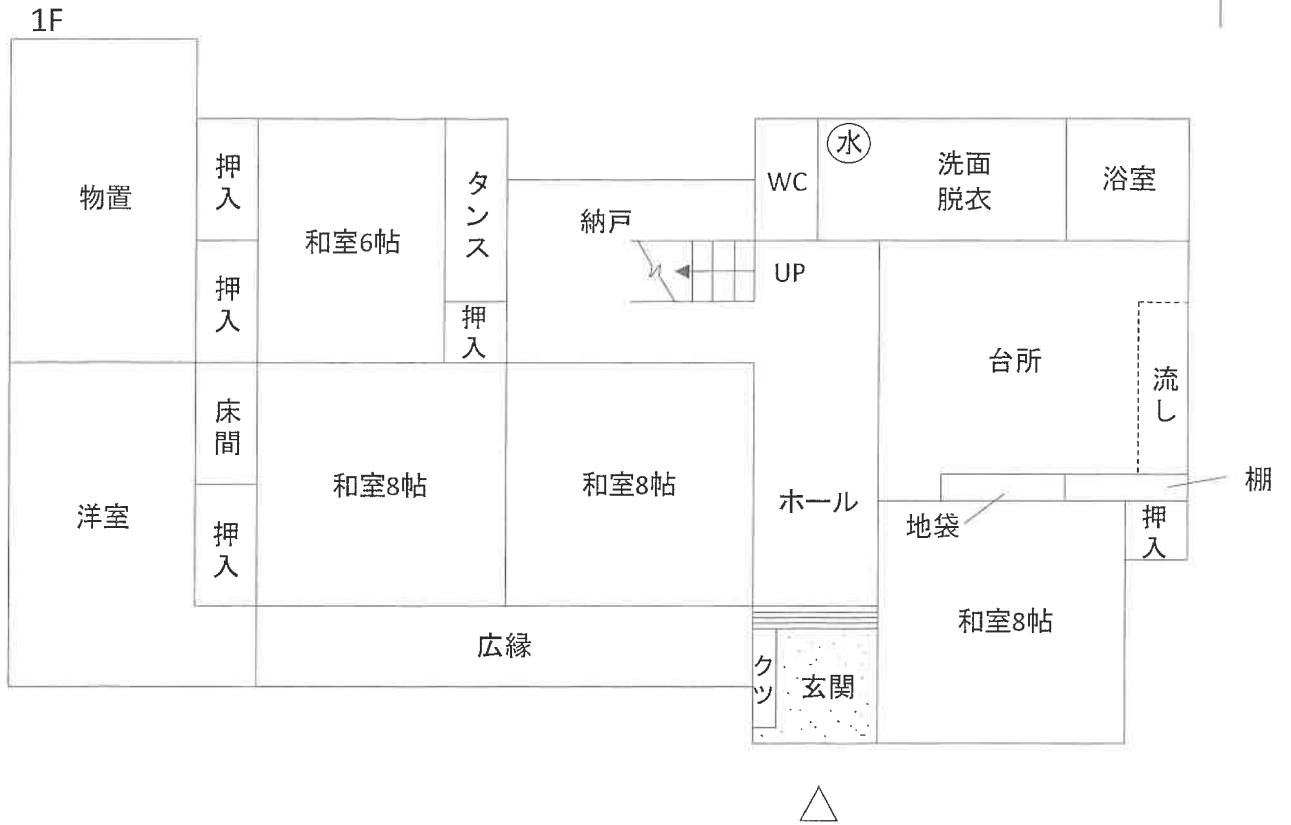 1F
物置
押入
和室6帖
タンス
納戸
WC
水
洗面
脱衣
浴室
押入
押入
UP
台所
流し
床間
和室8帖
和室8帖
ホール
地袋
棚
押入
洋室
押入
和室8帖
広縁
クツ
玄関